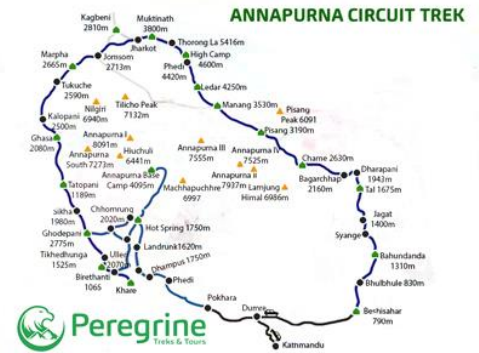 ANNAPURNA CIRCUIT TREK
Kagbeni
2810m
Muktinath
3800m
Jharkot
Thorong La 5416m
High Camp
4600m
Phedi
4420m
Marpha
2665m
Jomsom
2713m
Ledar 4250m
Tukuche
2590m
Nilgiri
6940m
Tilicho Peak
7132m
Manang 3530m
Pisang
Peak 6091
Kalopani
2500m
Pisang 3190m
Ghasa
2080m
Annapurna I
8091m
Annapurna III
7555m
Annapurna IV
7525m
Annapurna
South 7273m
Hiuchuli
6441m
Chame 2630m
Dharapani
1943m
Annapurna Base
Camp 4095m
Annapurna II
7937m
Bagarchhap
2160m
Tal 1675m
Tatopani
1189m
Machhapuchhre
6997
Lamjung
Himal 6986m
Sikha
1980m
Chhomrung
2020m
Jagat
1400m
Hot Spring 1750m
Syange
Ghodepani
2775m
Landrunk1620m
Tikhedhunga
1525m
Ulleri
2070m
Bahundanda
1310m
Dhampus 1750m
Birethanti
1065
Phedi
Bhulbhule 830m
Khare
Pokhara
Dumre
Beshisahar
790m
Kathmandu
Peregrine
Treks & Tours